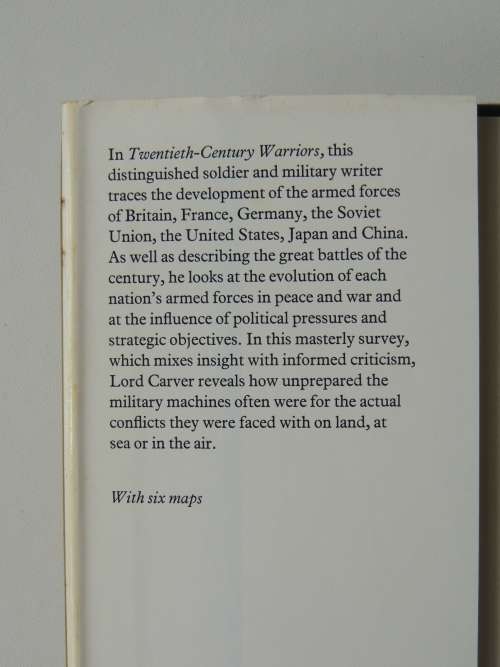 In Twentieth-Century Warriors, this
distinguished soldier and military writer
traces the development of the armed forces
of Britain, France, Germany, the Soviet
Union, the United States, Japan and China.
As well as describing the great battles of the
century, he looks at the evolution of each
nation's armed forces in peace and war and
at the influence of political pressures and
strategic objectives. In this masterly survey,
which mixes insight with informed criticism,
Lord Carver reveals how unprepared the
military machines often were for the actual
conflicts they were faced with on land, at
sea or in the air.
With six maps